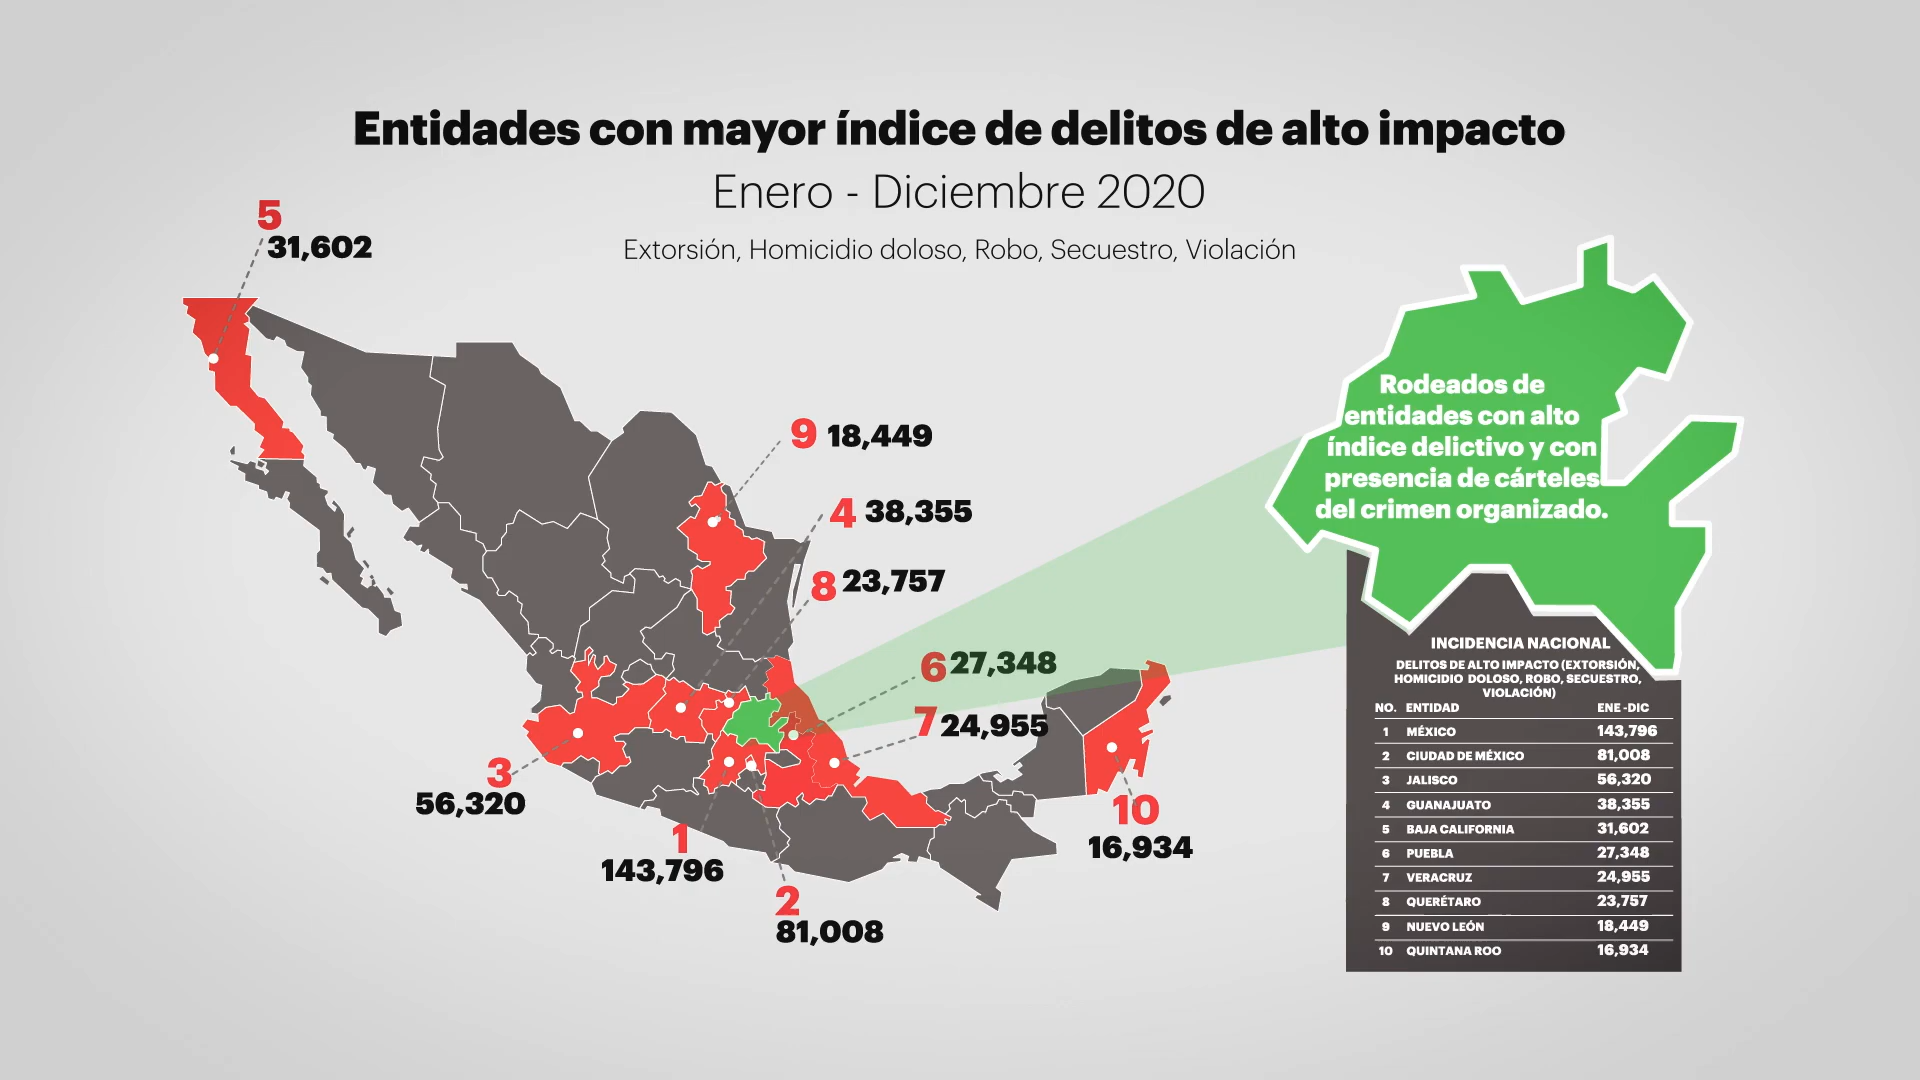 Entidades con mayor índice de delitos de alto impacto
Enero - Diciembre 2020
Extorsión, Homicidio doloso, Robo, Secuestro, Violación
5
31,602
9 18,449
4 38,355
8 23,757
6 27,348
7 24,955
3
56,320
1
143,796
2
81,008
10
16,934
Rodeados de
entidades con alto
índice delictivo y con
presencia de cárteles
del crimen organizado.
INCIDENCIA NACIONAL
DELITOS DE ALTO IMPACTO (EXTORSIÓN,
HOMICIDIO DOLOSO, ROBO, SECUESTRO,
VIOLACIÓN)
NO. ENTIDAD ENE -DIC
1 MÉXICO 143,796
2 CIUDAD DE MÉXICO 81,008
3 JALISCO 56,320
4 GUANAJUATO 38,355
5 BAJA CALIFORNIA 31,602
6 PUEBLA 27,348
7 VERACRUZ 24,955
8 QUERÉTARO 23,757
9 NUEVO LEÓN 18,449
10 QUINTANA ROO 16,934